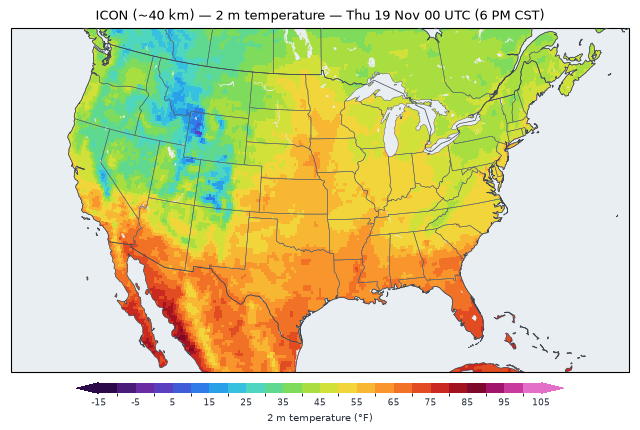 ICON (~40 km) — 2 m temperature — Thu 19 Nov 00 UTC (6 PM CST)
-15 -5 5 15 25 35 45 55 65 75 85 95 105
2 m temperature (°F)